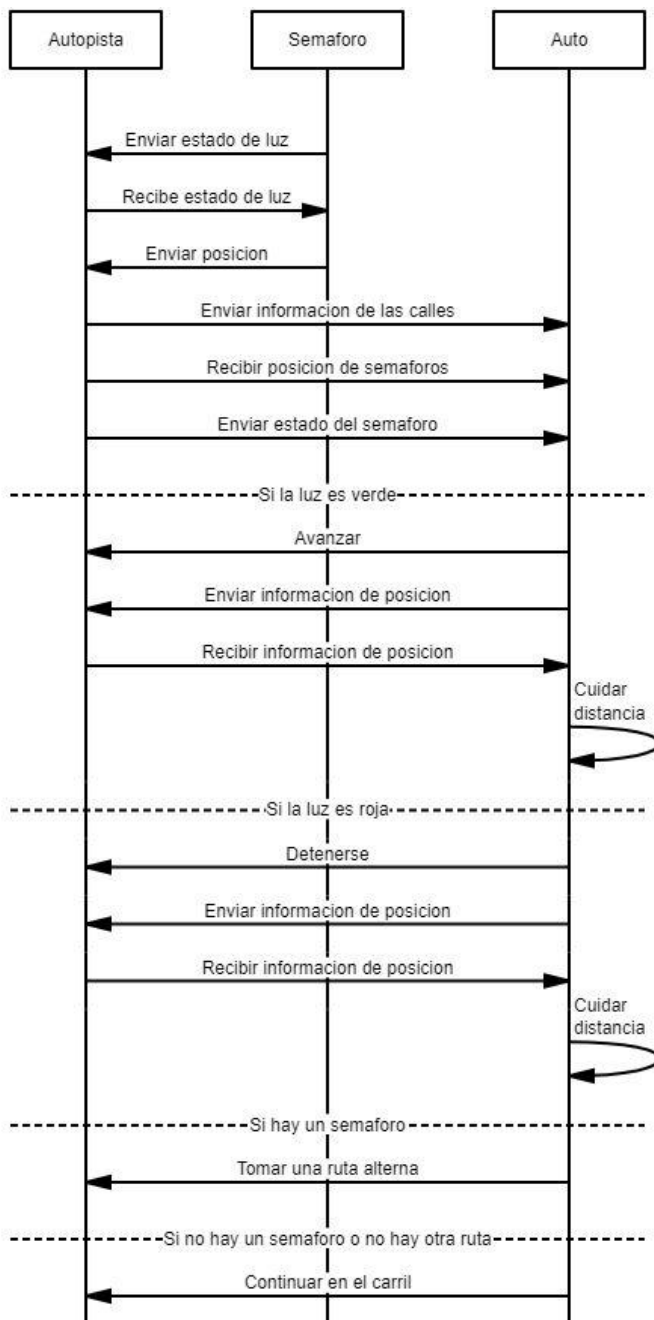 Autopista
Semaforo
Auto
Enviar estado de luz
Recibe estado de luz
Enviar posicion
Enviar informacion de las calles
Recibir posicion de semaforos
Enviar estado del semaforo
Si la luz es verde
Avanzar
Enviar informacion de posicion
Recibir informacion de posicion
Cuidar
distancia
Si la luz es roja
Detenerse
Enviar informacion de posicion
Recibir informacion de posicion
Cuidar
distancia
Si hay un semaforo
Tomar una ruta alterna
Si no hay un semaforo o no hay otra ruta
Continuar en el carril